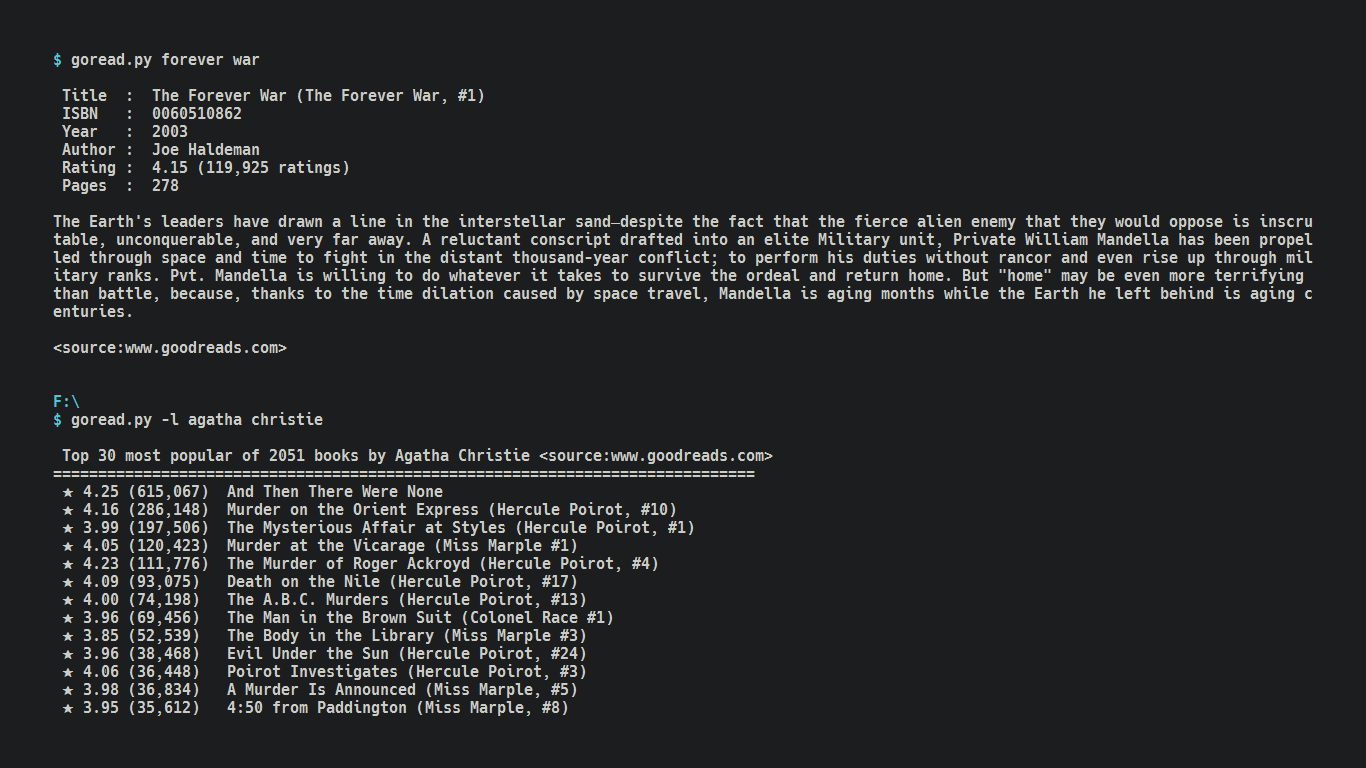 $ goread.py forever war
Title  :  The Forever War (The Forever War, #1)
ISBN   :  0060510862
Year   :  2003
Author :  Joe Haldeman
Rating :  4.15 (119,925 ratings)
Pages  :  278
The Earth's leaders have drawn a line in the interstellar sand—despite the fact that the fierce alien enemy that they would oppose is inscru
table, unconquerable, and very far away. A reluctant conscript drafted into an elite Military unit, Private William Mandella has been propel
led through space and time to fight in the distant thousand-year conflict; to perform his duties without rancor and even rise up through mil
itary ranks. Pvt. Mandella is willing to do whatever it takes to survive the ordeal and return home. But "home" may be even more terrifying
than battle, because, thanks to the time dilation caused by space travel, Mandella is aging months while the Earth he left behind is aging c
enturies.
<source:www.goodreads.com>
F:\
$ goread.py -l agatha christie
Top 30 most popular of 2051 books by Agatha Christie <source:www.goodreads.com>
==============================================================================
★ 4.25 (615,067)  And Then There Were None
★ 4.16 (286,148)  Murder on the Orient Express (Hercule Poirot, #10)
★ 3.99 (197,506)  The Mysterious Affair at Styles (Hercule Poirot, #1)
★ 4.05 (120,423)  Murder at the Vicarage (Miss Marple #1)
★ 4.23 (111,776)  The Murder of Roger Ackroyd (Hercule Poirot, #4)
★ 4.09 (93,075)   Death on the Nile (Hercule Poirot, #17)
★ 4.00 (74,198)   The A.B.C. Murders (Hercule Poirot, #13)
★ 3.96 (69,456)   The Man in the Brown Suit (Colonel Race #1)
★ 3.85 (52,539)   The Body in the Library (Miss Marple #3)
★ 3.96 (38,468)   Evil Under the Sun (Hercule Poirot, #24)
★ 4.06 (36,448)   Poirot Investigates (Hercule Poirot, #3)
★ 3.98 (36,834)   A Murder Is Announced (Miss Marple, #5)
★ 3.95 (35,612)   4:50 from Paddington (Miss Marple, #8)